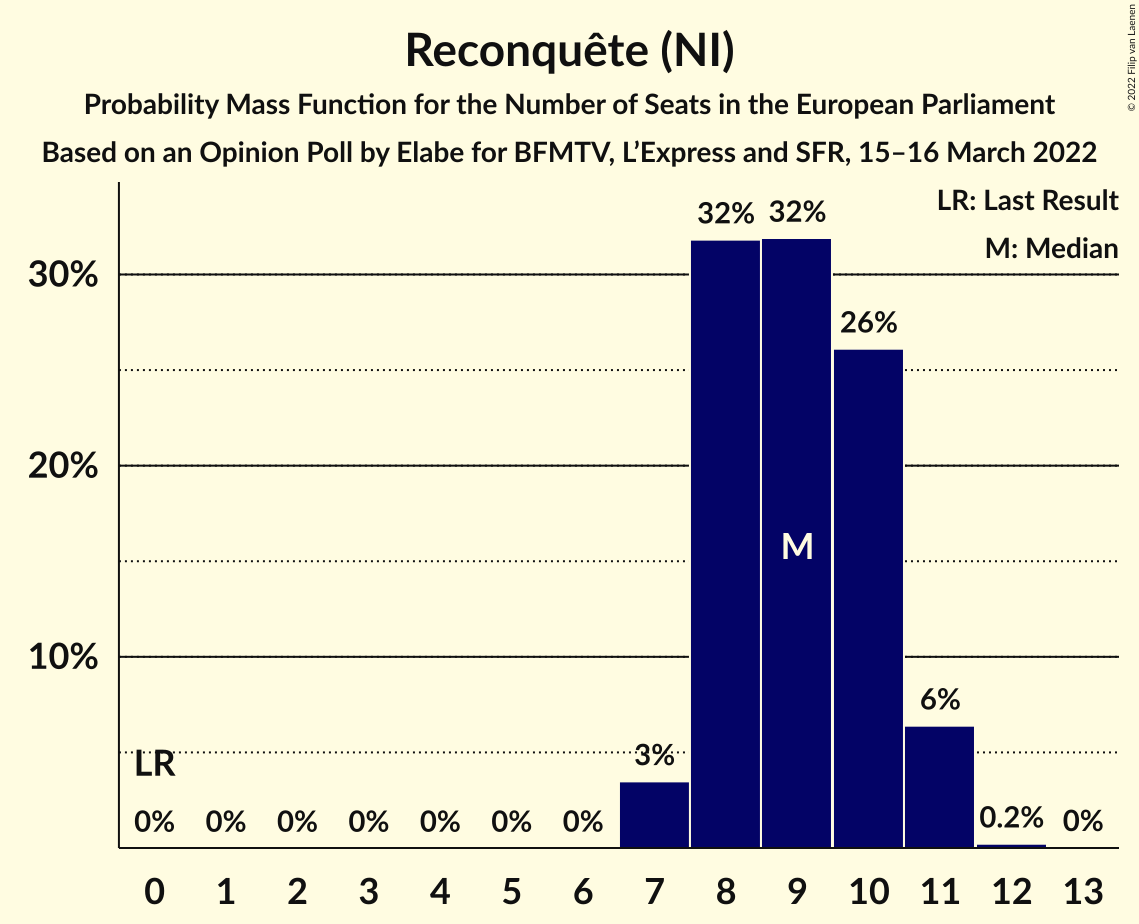 Reconquête (NI)
Probability Mass Function for the Number of Seats in the European Parliament
Based on an Opinion Poll by Elabe for BFMTV, L’Express and SFR, 15–16 March 2022
© 2022 Filip van Laenen
LR: Last Result
M: Median
32% 32%
30%
26%
20%
M
10%
6%
LR
3%
0% 0% 0% 0% 0% 0% 0% 0.2% 0%
0 1 2 3 4 5 6 7 8 9 10 11 12 13